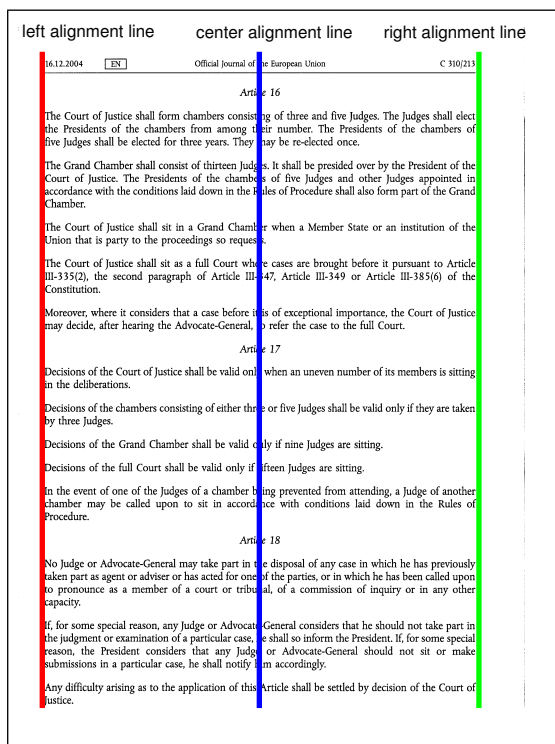 left alignment line center alignment line right alignment line
16.12.2004 EN Official Journal of the European Union C 310/213
Article 16
The Court of Justice shall form chambers consisting of three and five Judges. The Judges shall elect
the Presidents of the chambers from among their number. The Presidents of the chambers of
five Judges shall be elected for three years. They may be re-elected once.
The Grand Chamber shall consist of thirteen Judges. It shall be presided over by the President of the
Court of Justice. The Presidents of the chambers of five Judges and other Judges appointed in
accordance with the conditions laid down in the Rules of Procedure shall also form part of the Grand
Chamber.
The Court of Justice shall sit in a Grand Chamber when a Member State or an institution of the
Union that is party to the proceedings so requests.
The Court of Justice shall sit as a full Court where cases are brought before it pursuant to Article
III-335(2), the second paragraph of Article III-347, Article III-349 or Article III-385(6) of the
Constitution.
Moreover, where it considers that a case before it is of exceptional importance, the Court of Justice
may decide, after hearing the Advocate-General, to refer the case to the full Court.
Article 17
Decisions of the Court of Justice shall be valid only when an uneven number of its members is sitting
in the deliberations.
Decisions of the chambers consisting of either three or five Judges shall be valid only if they are taken
by three Judges.
Decisions of the Grand Chamber shall be valid only if nine Judges are sitting.
Decisions of the full Court shall be valid only if fifteen Judges are sitting.
In the event of one of the Judges of a chamber being prevented from attending, a Judge of another
chamber may be called upon to sit in accordance with conditions laid down in the Rules of
Procedure.
Article 18
No Judge or Advocate-General may take part in the disposal of any case in which he has previously
taken part as agent or adviser or has acted for one of the parties, or in which he has been called upon
to pronounce as a member of a court or tribunal, of a commission of inquiry or in any other
capacity.
If, for some special reason, any Judge or Advocate-General considers that he should not take part in
the judgment or examination of a particular case, he shall so inform the President. If, for some special
reason, the President considers that any Judge or Advocate-General should not sit or make
submissions in a particular case, he shall notify him accordingly.
Any difficulty arising as to the application of this Article shall be settled by decision of the Court of
Justice.